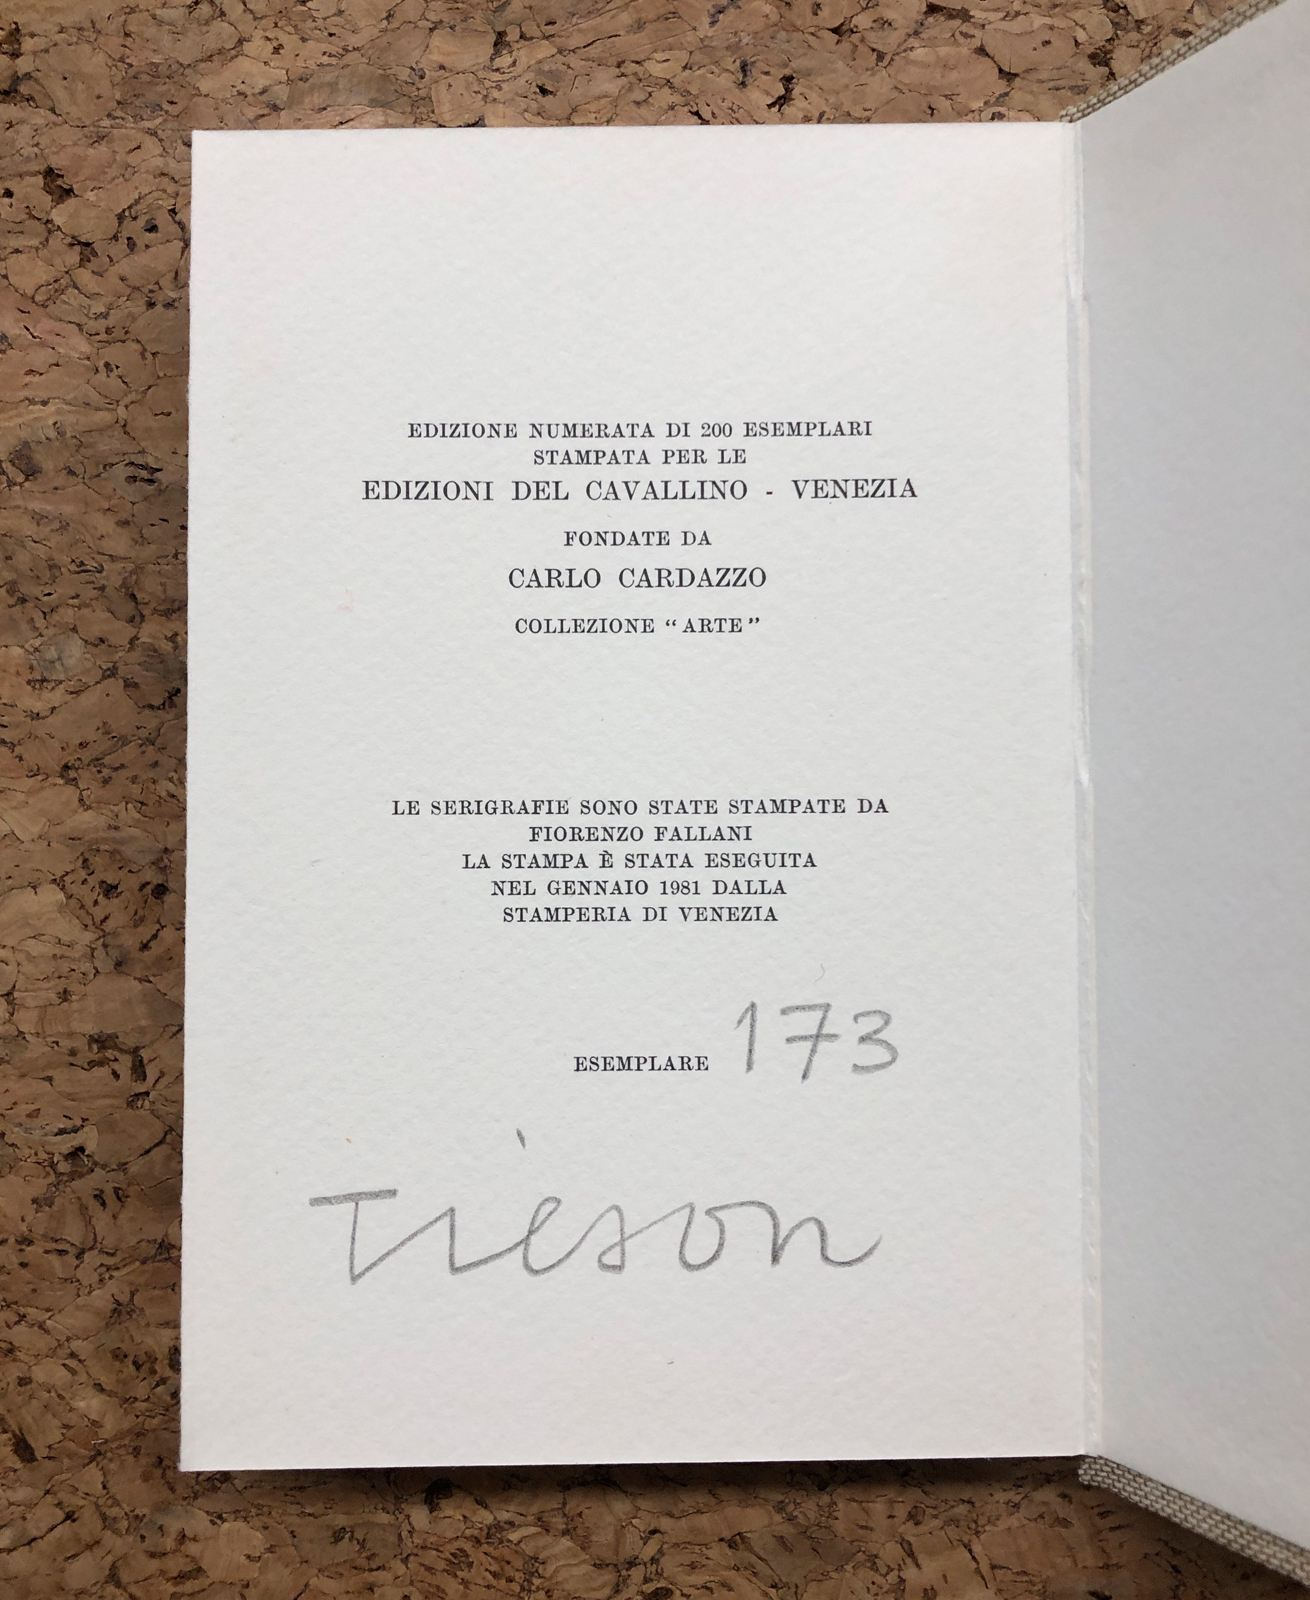 EDIZIONE NUMERATA DI 200 ESEMPLARI
STAMPATA PER LE
EDIZIONI DEL CAVALLINO - VENEZIA
FONDATE DA
CARLO CARDAZZO
COLLEZIONE “ARTE”
LE SERIGRAFIE SONO STATE STAMPATE DA
FIORENZO FALLANI
LA STAMPA È STATA ESEGUITA
NEL GENNAIO 1981 DALLA
STAMPERIA DI VENEZIA
ESEMPLARE 173